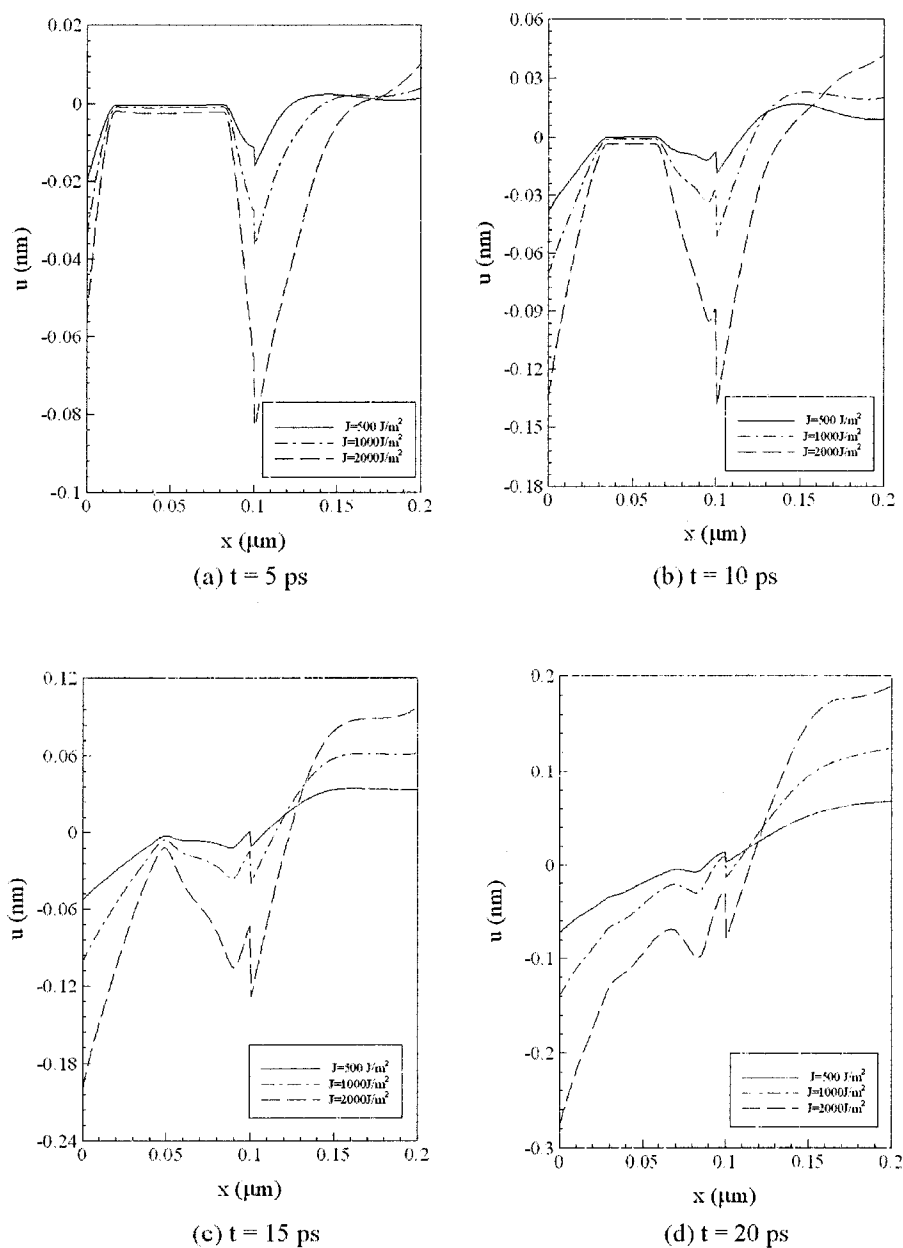 0.02
0
-0.02
-0.04
-0.06
-0.08
-0.1
u (nm)
J=500 J/m²
J=1000J/m²
J=2000J/m²
0 0.05 0.1 0.15 0.2
x (μm)
(a) t = 5 ps
0.06
0.03
0
-0.03
-0.06
-0.09
-0.12
-0.15
-0.18
u (nm)
J=500 J/m²
J=1000J/m²
J=2000J/m²
0 0.05 0.1 0.15 0.2
x (μm)
(b) t = 10 ps
0.12
0.06
0
-0.06
-0.12
-0.18
-0.24
u (nm)
J=500 J/m²
J=1000J/m²
J=2000J/m²
0 0.05 0.1 0.15 0.2
x (μm)
(c) t = 15 ps
0.2
0.1
0
-0.1
-0.2
-0.3
u (nm)
J=500 J/m²
J=1000J/m²
J=2000J/m²
0 0.05 0.1 0.15 0.2
x (μm)
(d) t = 20 ps